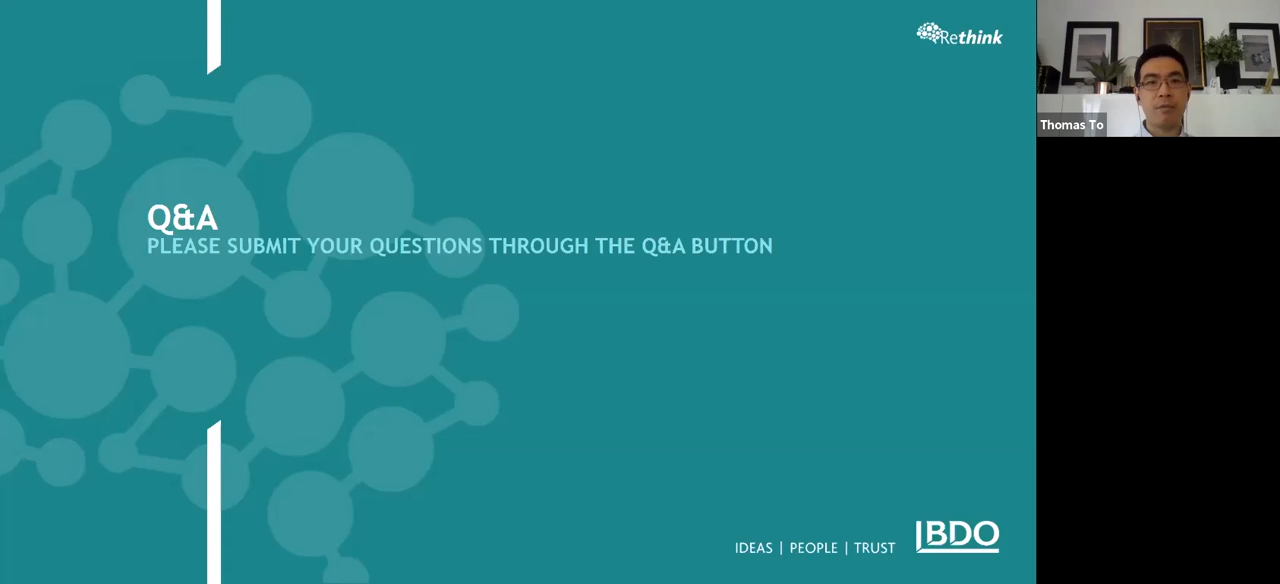 Rethink
Thomas To
Q&A
PLEASE SUBMIT YOUR QUESTIONS THROUGH THE Q&A BUTTON
IDEAS | PEOPLE | TRUST
BDO